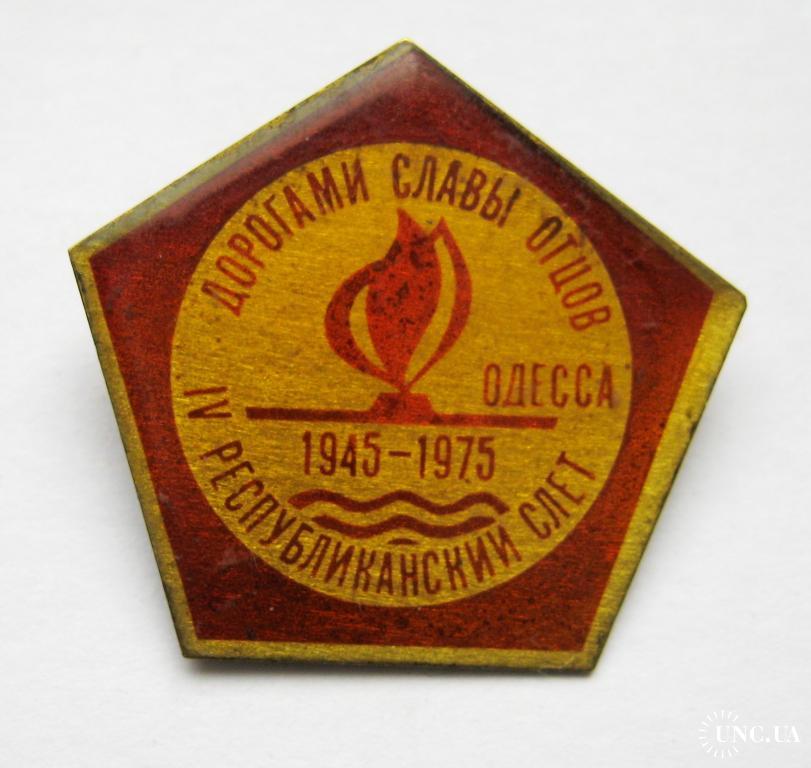 ДОРОГАМИ СЛАВЫ ОТЦОВ
ОДЕССА
1945-1975
IV РЕСПУБЛИКАНСКИЙ СЛЕТ
UNC.UA